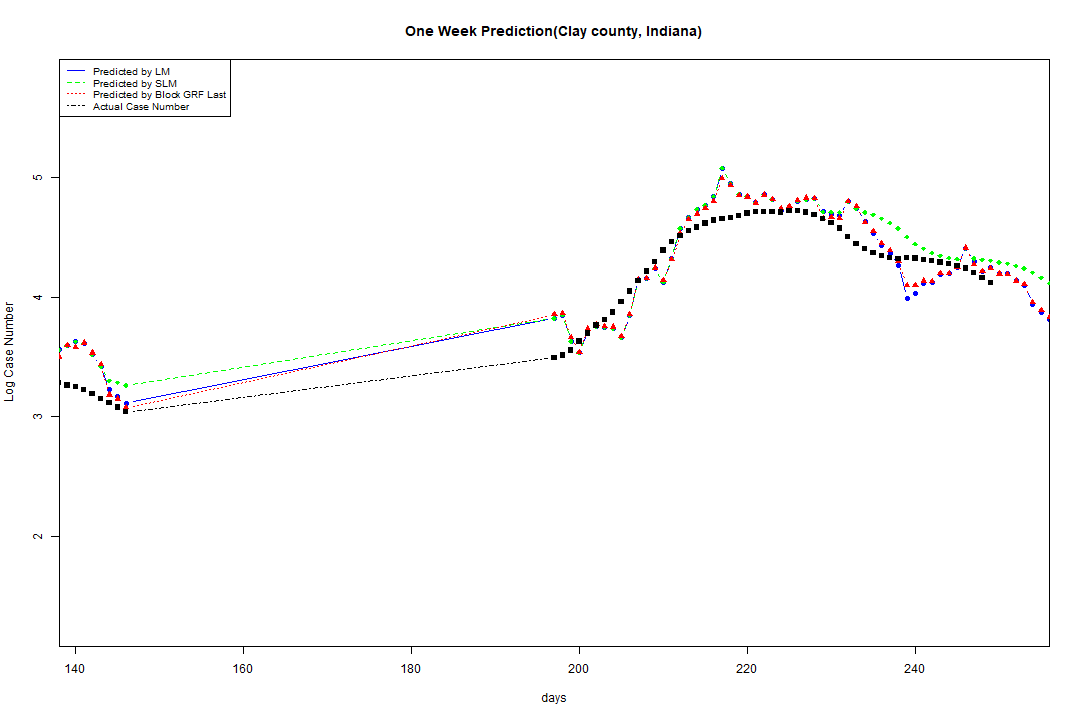 One Week Prediction(Clay county, Indiana)
Predicted by LM
Predicted by SLM
Predicted by Block GRF Last
Actual Case Number
5
4
3
2
Log Case Number
140 160 180 200 220 240
days